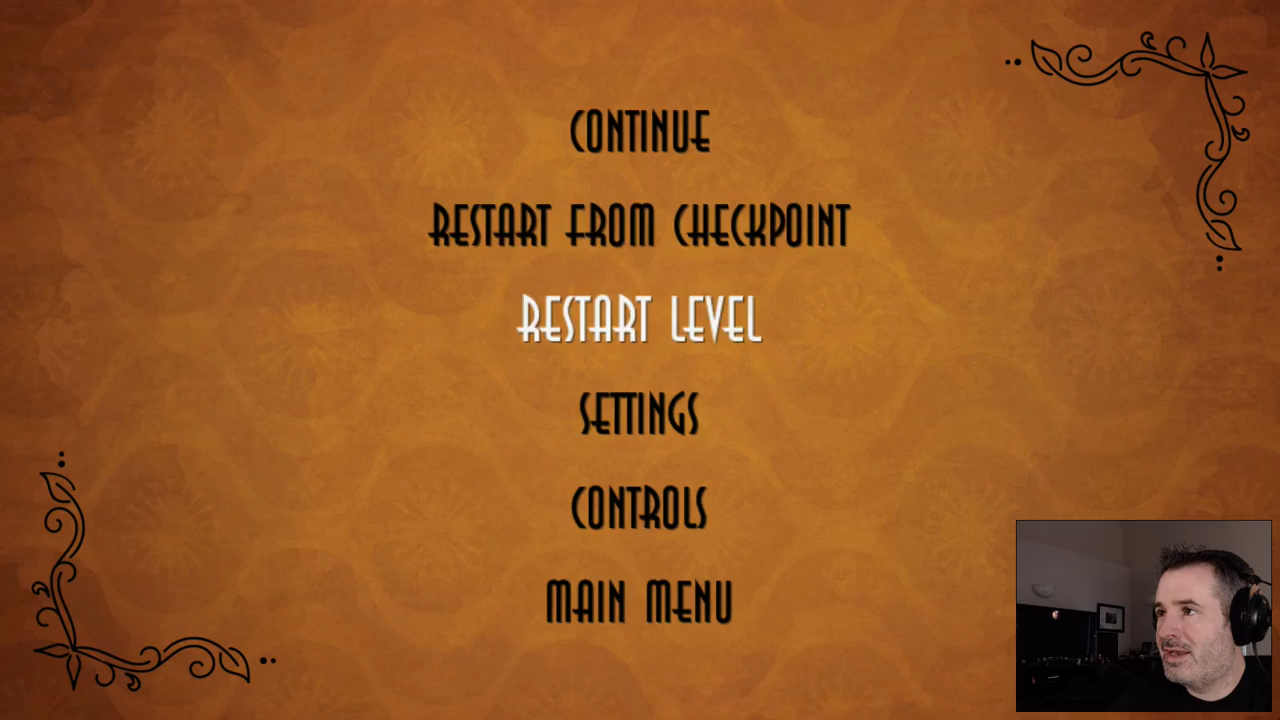 CONTINUE
RESTART FROM CHECKPOINT
RESTART LEVEL
SETTINGS
CONTROLS
MAIN MENU